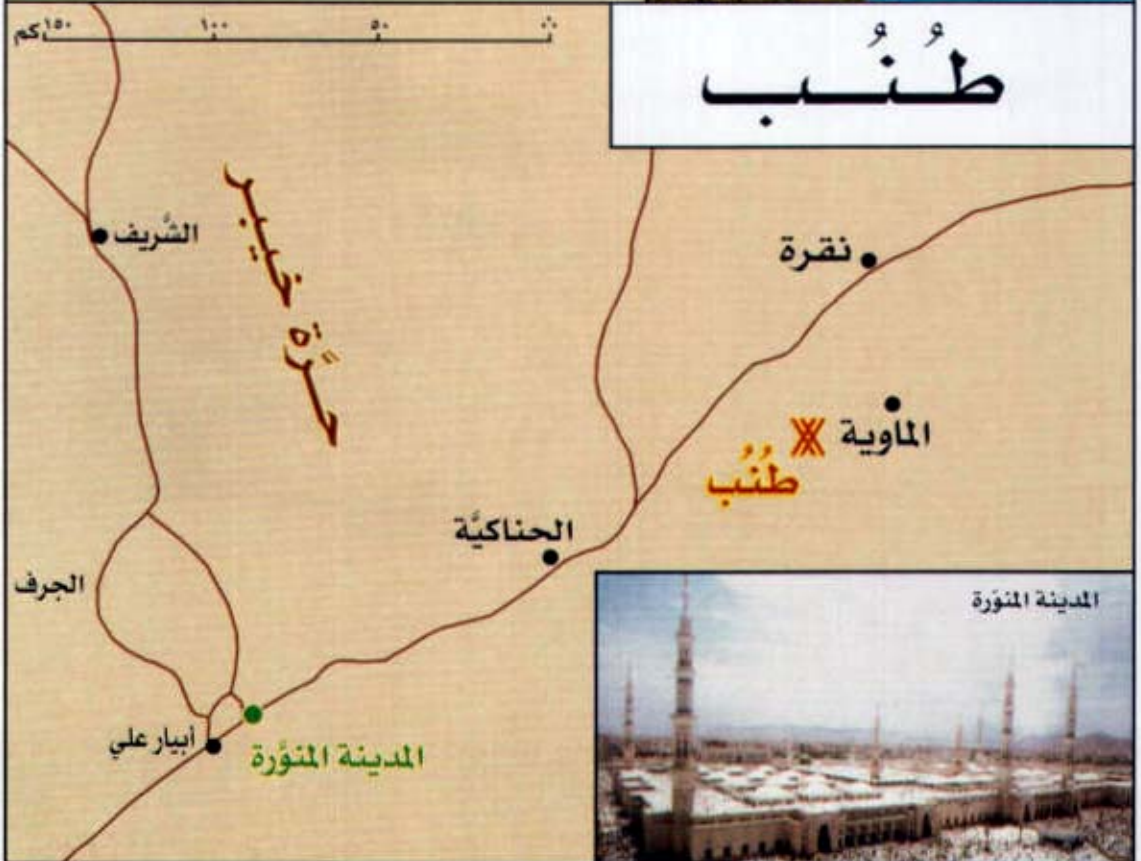 طُنُب
٠ ٥٠ ١٠٠ ١٥٠كم
الشَّريف
حرَّة خيبر
نقرة
الماوية
طُنُب
الحناكيَّة
الجرف
المدينة المنوّرة
أبيار علي
المدينة المنوَّرة